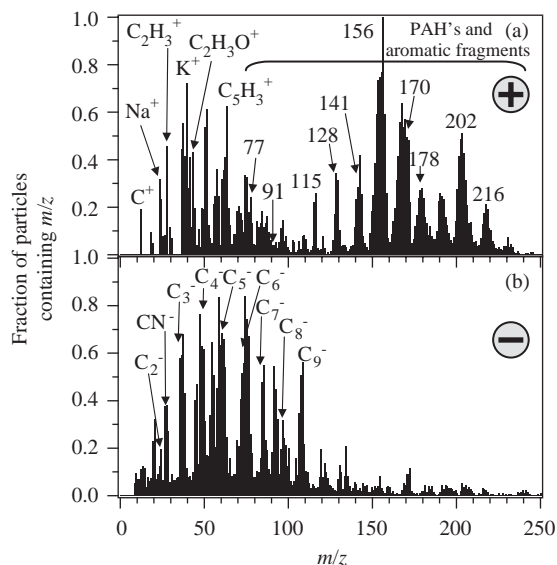 Fraction of particles
containing m/z
1.0
0.8
0.6
0.4
0.2
1.0
0.8
0.6
0.4
0.2
0.0
C₂H₃⁺
156
PAH's and
(a)
K⁺
C₂H₃O⁺
aromatic fragments
+
Na⁺
C₅H₃⁺
141
170
128
202
77
178
C⁺
91
115
216
(b)
C₃⁻
C₄⁻
C₅⁻
C₆⁻
−
CN⁻
C₇⁻
C₂⁻
C₈⁻
C₉⁻
0
50
100
150
200
250
m/z